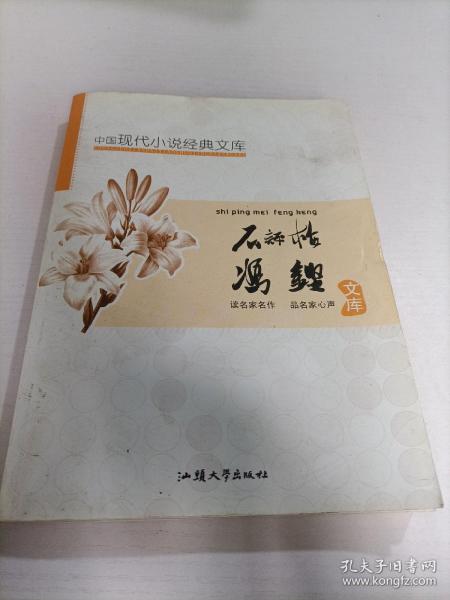 中国现代小说经典文库
shi ping mei feng keng
石评梅
冯铿
读名家名作 品名家心声
文库
汕头大學出版社
孔夫子旧书网
www.kongfz.com